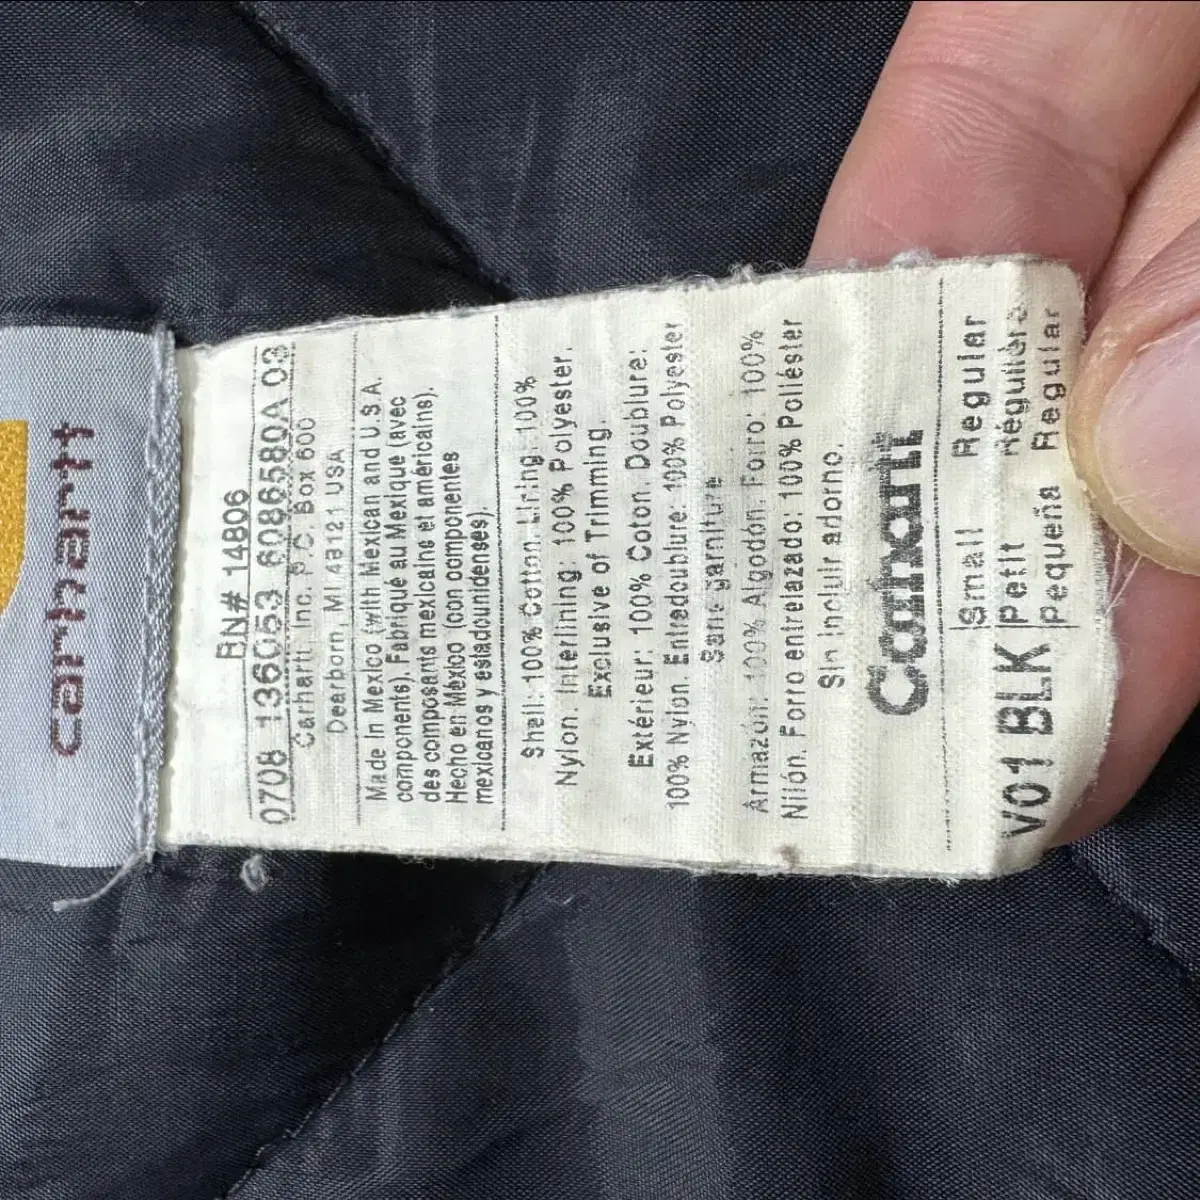 carhartt
RN# 14806
0708 136053 6086580A 03
Carhartt, Inc. P.O. Box 600
Dearborn, MI 48121 USA
Made In Mexico (with Mexican and U.S.A.
components). Fabriqué au Mexique (avec
des composants mexicains et américains).
Hecho en México (con componentes
mexicanos y estadounidenses).
Shell: 100% Cotton. Lining: 100%
Nylon. Interlining: 100% Polyester.
Exclusive of Trimming.
Extérieur: 100% Coton. Doublure:
100% Nylon. Entredoublure: 100% Polyester
Sans garniture
Armazón: 100% Algodón. Forro: 100%
Nilón. Forro entrelazado: 100% Poliéster
Sin incluir adorno.
Carhartt
Small Regular
V01 BLK Petit Régulière
Pequeña Regular